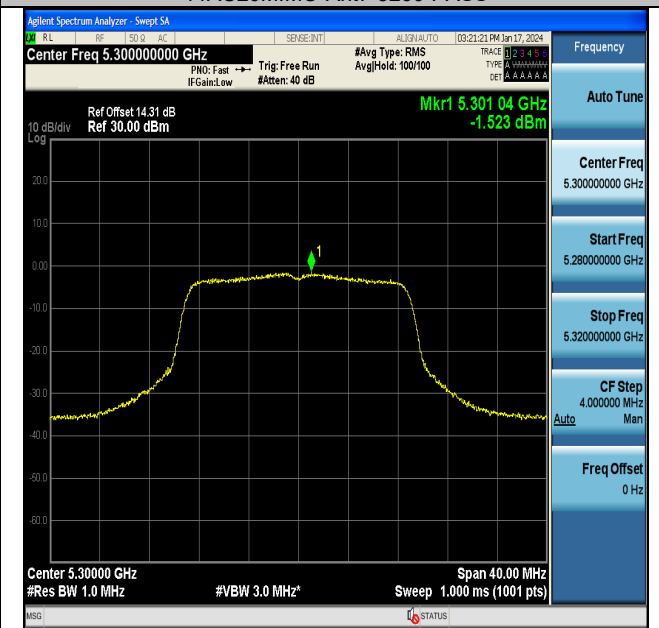 Agilent Spectrum Analyzer - Swept SA
RL RF 50 Ω AC SENSE:INT ALIGN AUTO 03:21:21 PM Jan 17, 2024
Center Freq 5.300000000 GHz
PNO: Fast
IFGain:Low
Trig: Free Run
#Atten: 40 dB
#Avg Type: RMS
Avg|Hold: 100/100
TRACE 1 2 3 4 5 6
TYPE A WWWWW
DET A A A A A A
Mkr1 5.301 04 GHz
-1.523 dBm
Ref Offset 14.31 dB
10 dB/div Ref 30.00 dBm
Log
20.0
10.0
0.00
-10.0
-20.0
-30.0
-40.0
-50.0
-60.0
1
Center 5.30000 GHz Span 40.00 MHz
#Res BW 1.0 MHz #VBW 3.0 MHz* Sweep 1.000 ms (1001 pts)
MSG STATUS
Frequency
Auto Tune
Center Freq
5.300000000 GHz
Start Freq
5.280000000 GHz
Stop Freq
5.320000000 GHz
CF Step
4.000000 MHz
Auto Man
Freq Offset
0 Hz